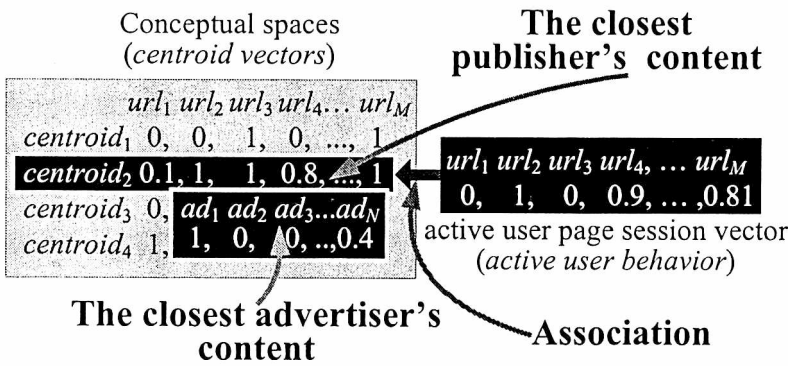 Conceptual spaces
(centroid vectors)
The closest
publisher's content
url1 url2 url3 url4... urlM
centroid1 0, 0, 1, 0, ..., 1
centroid2 0.1, 1, 1, 0.8, ..., 1
centroid3 0,
centroid4 1,
ad1 ad2 ad3...adN
1, 0, 0, ..,0.4
url1 url2 url3 url4, ... urlM
0, 1, 0, 0.9, ... ,0.81
active user page session vector
(active user behavior)
The closest advertiser's
content
Association